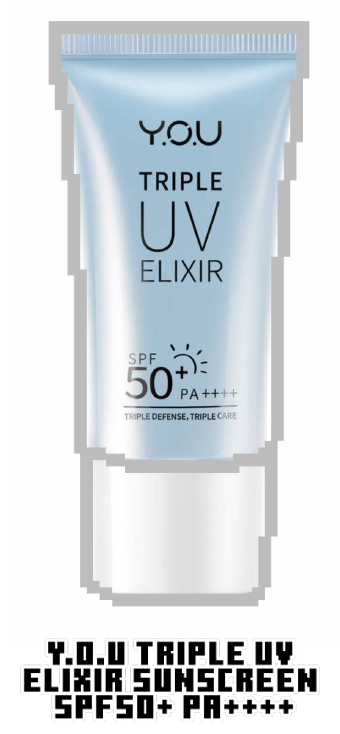 Y.O.U
TRIPLE
UV
ELIXIR
SPF
50+ PA++++
TRIPLE DEFENSE, TRIPLE CARE
Y.O.U TRIPLE UV
ELIXIR SUNSCREEN
SPF50+ PA++++